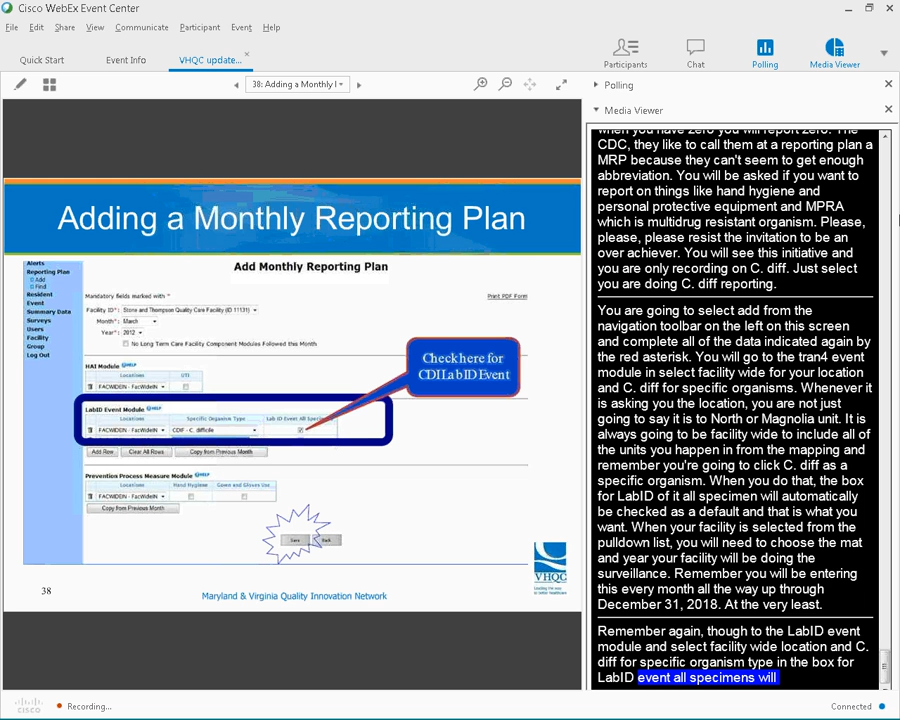 Cisco WebEx Event Center
File Edit Share View Communicate Participant Event Help
Quick Start Event Info VHQC update...
Participants Chat Polling Media Viewer
38: Adding a Monthly
Polling
Media Viewer
Adding a Monthly Reporting Plan
Alerts
Reporting Plan
Add
Find
Resident
Event
Summary Data
Surveys
Users
Facility
Group
Log Out
Add Monthly Reporting Plan
Mandatory fields marked with *
Print PDF Form
Facility ID*: Stone and Thompson Quality Care Facility (ID 11131)
Month*: March
Year*: 2012
No Long Term Care Facility Component Modules Followed this Month
HAI Module HELP
Locations UTI
FACWIDEIN - FacWideIN
Check here for
CDI LabID Event
LabID Event Module HELP
Locations Specific Organism Type Lab ID Event All
FACWIDEIN - FacWideIN CDIF - C. difficile
Add Row Clear All Rows Copy from Previous Month
Prevention Process Measure Module HELP
Locations Hand Hygiene Gown and Gloves Use
FACWIDEIN - FacWideIN
Copy from Previous Month
Save Back
VHQC
38
Maryland & Virginia Quality Innovation Network
when you have zero you will report zero. The
CDC, they like to call them at a reporting plan a
MRP because they can't seem to get enough
abbreviation. You will be asked if you want to
report on things like hand hygiene and
personal protective equipment and MPRA
which is multidrug resistant organism. Please,
please, please resist the invitation to be an
over achiever. You will see this initiative and
you are only recording on C. diff. Just select
you are doing C. diff reporting.
You are going to select add from the
navigation toolbar on the left on this screen
and complete all of the data indicated again by
the red asterisk. You will go to the tran4 event
module in select facility wide for your location
and C. diff for specific organisms. Whenever it
is asking you the location, you are not just
going to say it is to North or Magnolia unit. It is
always going to be facility wide to include all of
the units you happen in from the mapping and
remember you're going to click C. diff as a
specific organism. When you do that, the box
for LabID of it all specimen will automatically
be checked as a default and that is what you
want. When your facility is selected from the
pulldown list, you will need to choose the mat
and year your facility will be doing the
surveillance. Remember you will be entering
this every month all the way up through
December 31, 2018. At the very least.
Remember again, though to the LabID event
module and select facility wide location and C.
diff for specific organism type in the box for
LabID event all specimens will
cisco Recording... Connected